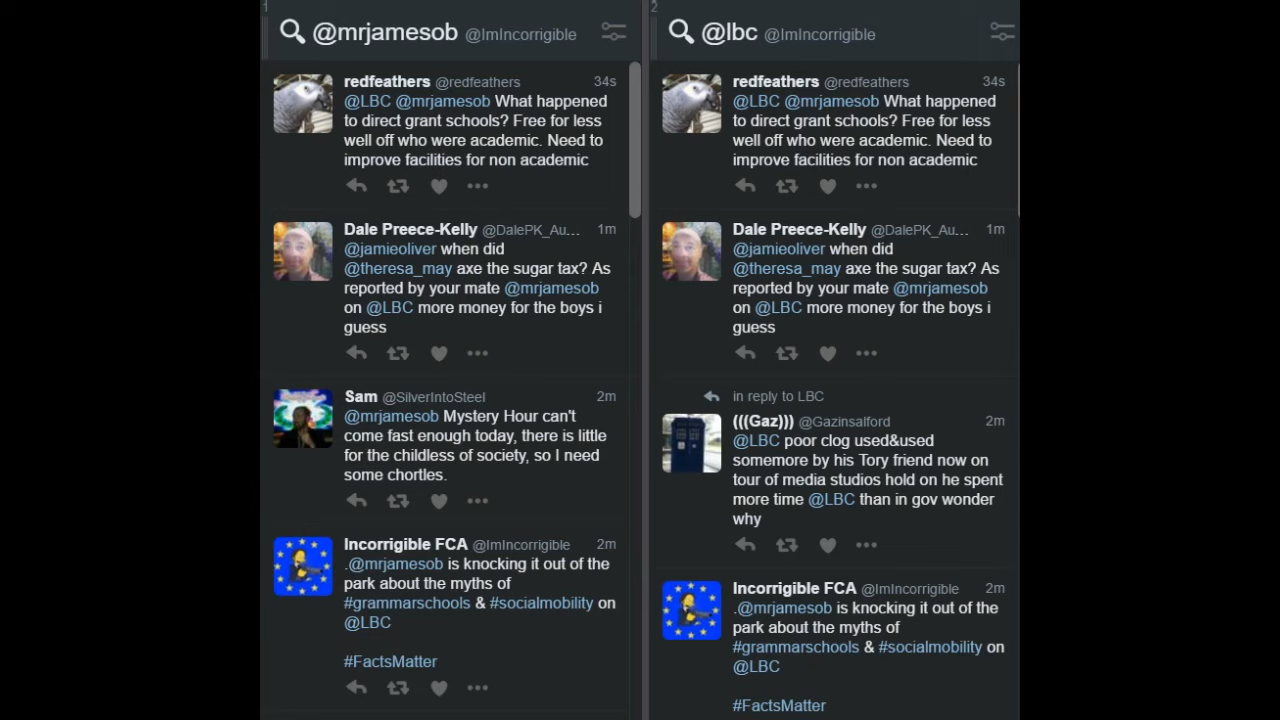 1
@mrjamesob @ImIncorrigible
redfeathers @redfeathers 34s
@LBC @mrjamesob What happened
to direct grant schools? Free for less
well off who were academic. Need to
improve facilities for non academic
Dale Preece-Kelly @DalePK_Au... 1m
@jamieoliver when did
@theresa_may axe the sugar tax? As
reported by your mate @mrjamesob
on @LBC more money for the boys i
guess
Sam @SilverIntoSteel 2m
@mrjamesob Mystery Hour can't
come fast enough today, there is little
for the childless of society, so I need
some chortles.
Incorrigible FCA @ImIncorrigible 2m
.@mrjamesob is knocking it out of the
park about the myths of
#grammarschools & #socialmobility on
@LBC
#FactsMatter
2
@lbc @ImIncorrigible
redfeathers @redfeathers 34s
@LBC @mrjamesob What happened
to direct grant schools? Free for less
well off who were academic. Need to
improve facilities for non academic
Dale Preece-Kelly @DalePK_Au... 1m
@jamieoliver when did
@theresa_may axe the sugar tax? As
reported by your mate @mrjamesob
on @LBC more money for the boys i
guess
in reply to LBC
(((Gaz))) @Gazinsalford 2m
@LBC poor clog used&used
somemore by his Tory friend now on
tour of media studios hold on he spent
more time @LBC than in gov wonder
why
Incorrigible FCA @ImIncorrigible 2m
.@mrjamesob is knocking it out of the
park about the myths of
#grammarschools & #socialmobility on
@LBC
#FactsMatter